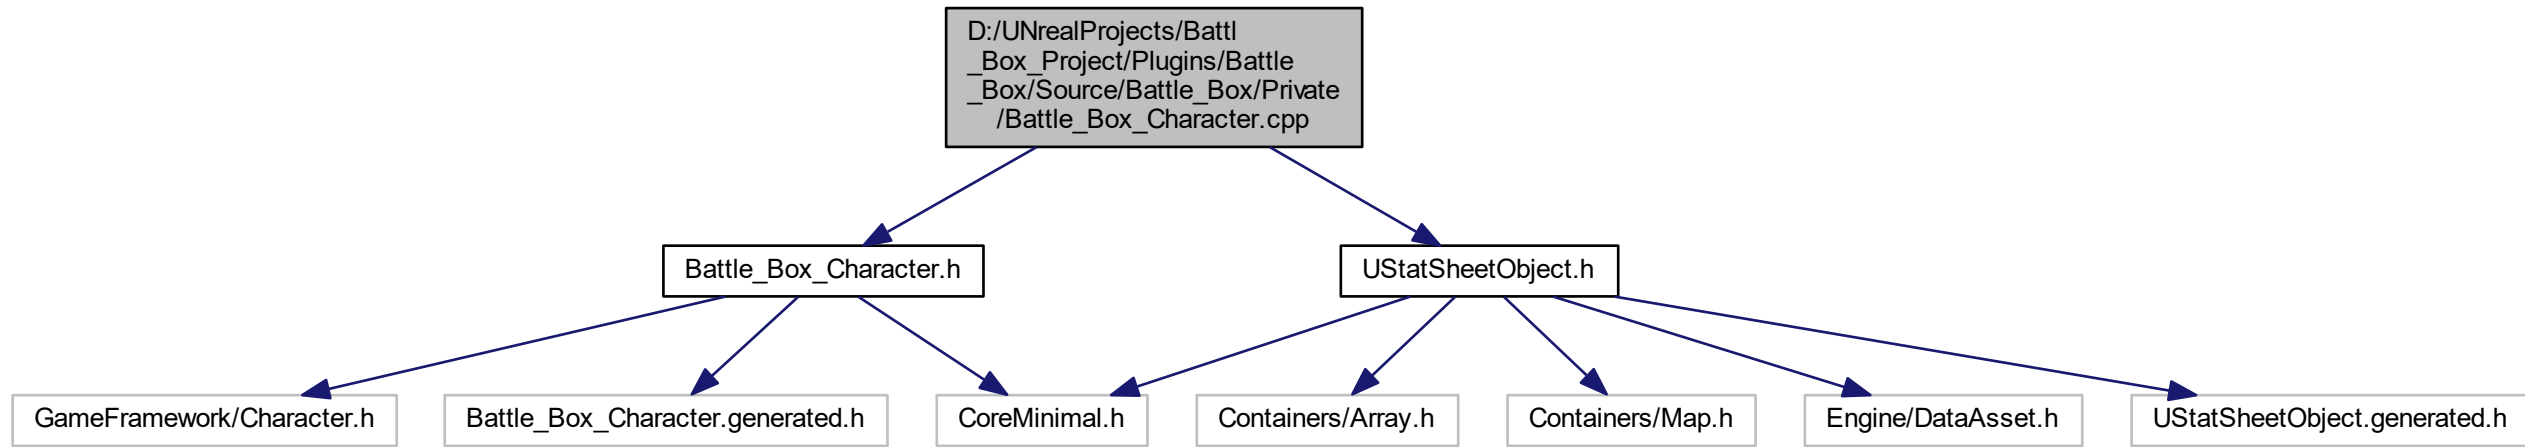 D:/UNrealProjects/Battl
_Box_Project/Plugins/Battle
_Box/Source/Battle_Box/Private
/Battle_Box_Character.cpp
Battle_Box_Character.h
UStatSheetObject.h
GameFramework/Character.h
Battle_Box_Character.generated.h
CoreMinimal.h
Containers/Array.h
Containers/Map.h
Engine/DataAsset.h
UStatSheetObject.generated.h